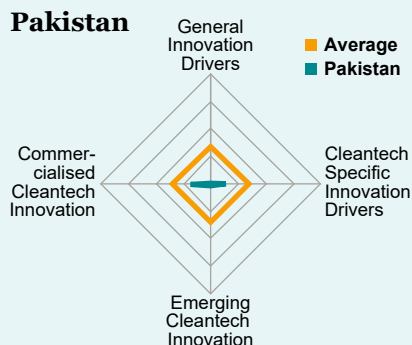 Pakistan
General
Innovation
Drivers
Average
Pakistan
Commer-
cialised
Cleantech
Innovation
Cleantech
Specific
Innovation
Drivers
Emerging
Cleantech
Innovation